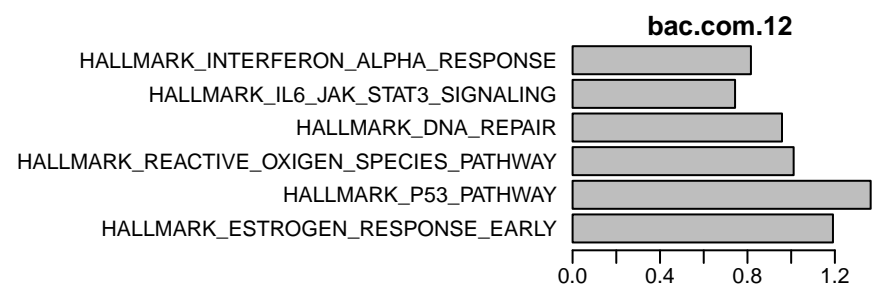 bac.com.12
HALLMARK_INTERFERON_ALPHA_RESPONSE
HALLMARK_IL6_JAK_STAT3_SIGNALING
HALLMARK_DNA_REPAIR
HALLMARK_REACTIVE_OXIGEN_SPECIES_PATHWAY
HALLMARK_P53_PATHWAY
HALLMARK_ESTROGEN_RESPONSE_EARLY
0.0 0.4 0.8 1.2